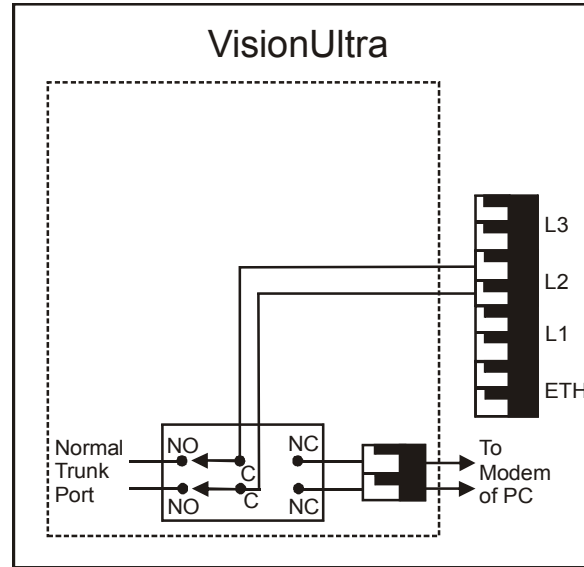 VisionUltra
L3
L2
L1
ETH
Normal
Trunk
Port
NO
C
NC
NO
C
NC
To
Modem
of PC